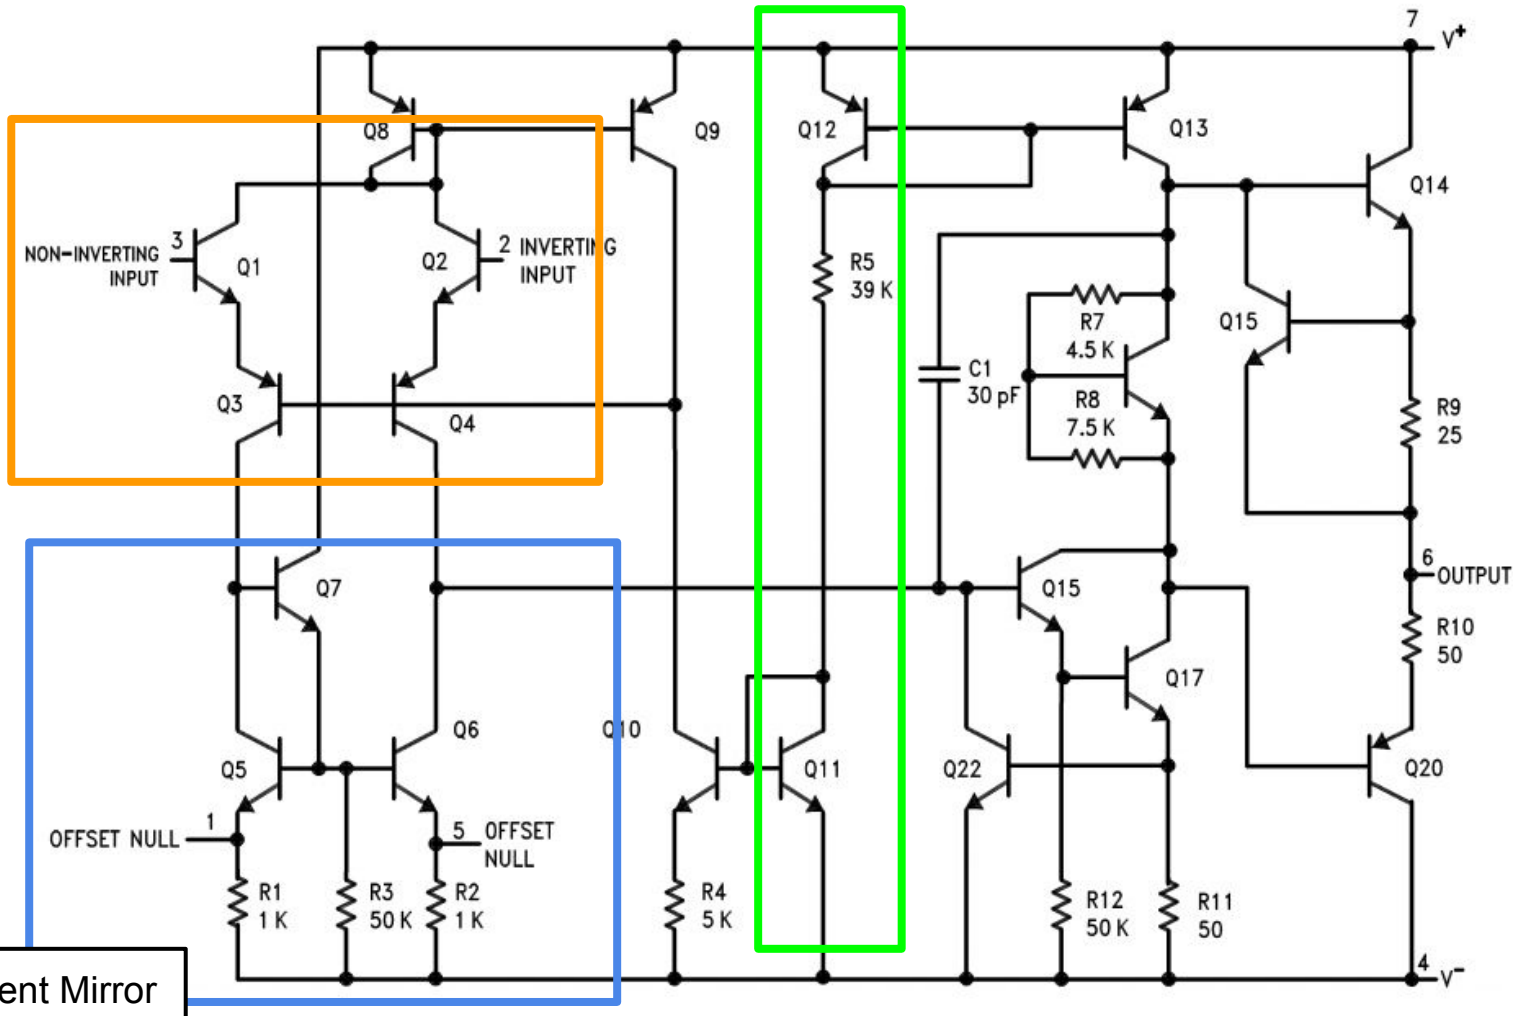 7
V+
Q8
Q9
Q12
Q13
Q14
NON-INVERTING
INPUT
3
Q1
Q2
2 INVERTING
INPUT
R5
39 K
R7
4.5 K
Q15
C1
30 pF
R8
7.5 K
Q3
Q4
R9
25
Q7
Q15
6
OUTPUT
R10
50
Q17
Q5
Q6
Q10
Q11
Q22
Q20
OFFSET NULL
1
5 OFFSET
NULL
R1
1 K
R3
50 K
R2
1 K
R4
5 K
R12
50 K
R11
50
4
V-
ent Mirror